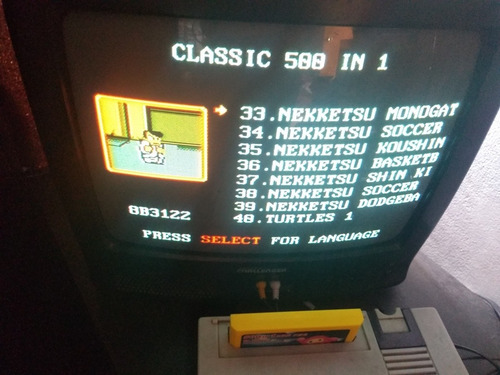 CLASSIC 500 IN 1
33.NEKKETSU MONOGAT
34.NEKKETSU SOCCER
35.NEKKETSU KOUSHIN
36.NEKKETSU BASKETB
37.NEKKETSU SHIN KI
38.NEKKETSU SOCCER
39.NEKKETSU DODGEBA
40.TURTLES 1
0B3122
PRESS SELECT FOR LANGUAGE